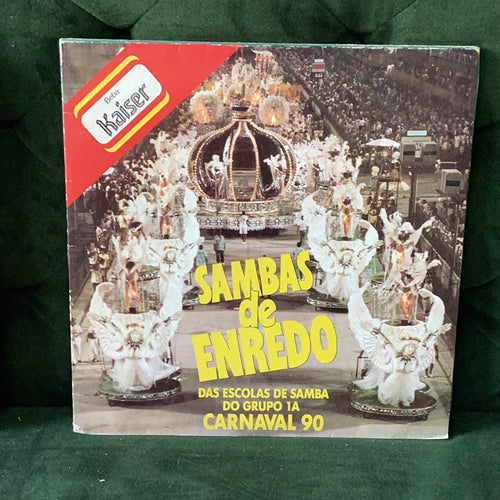 Beba
Kaiser
SAMBAS
de
ENREDO
DAS ESCOLAS DE SAMBA
DO GRUPO 1A
CARNAVAL 90